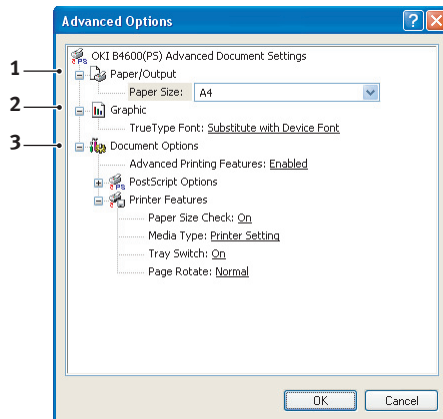 Advanced Options
OKI B4600(PS) Advanced Document Settings
1
Paper/Output
Paper Size: A4
2
Graphic
TrueType Font: Substitute with Device Font
3
Document Options
Advanced Printing Features: Enabled
PostScript Options
Printer Features
Paper Size Check: On
Media Type: Printer Setting
Tray Switch: On
Page Rotate: Normal
OK Cancel